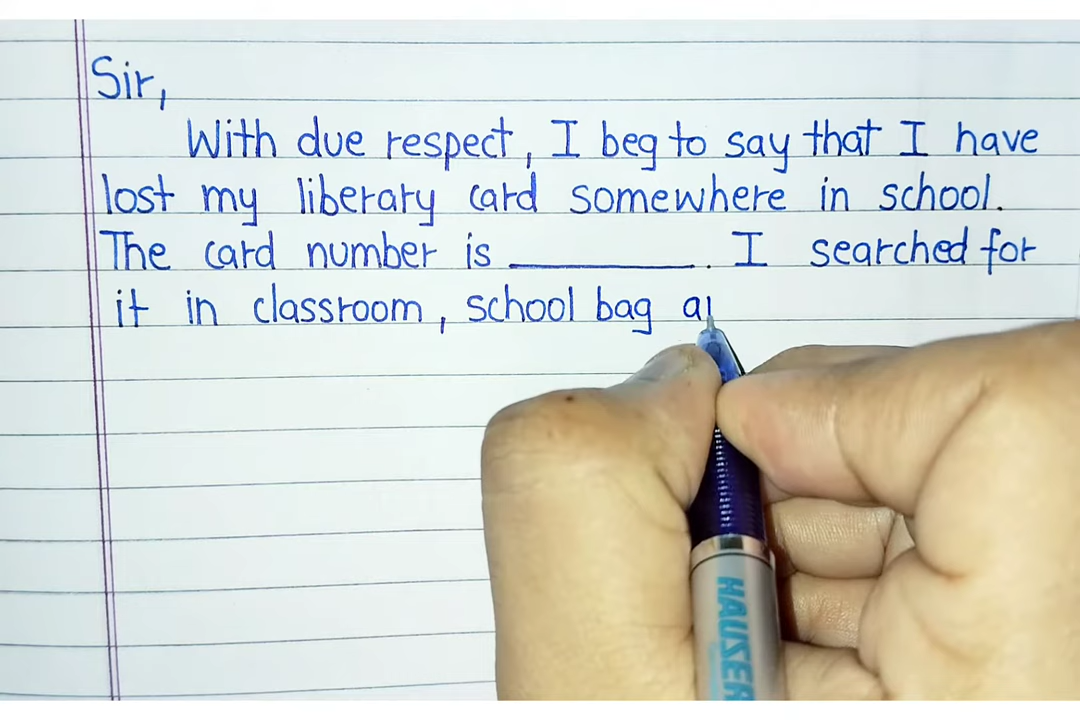 Sir,
With due respect, I beg to say that I have
lost my liberary card somewhere in school.
The card number is ________. I searched for
it in classroom, school bag
HAUSER